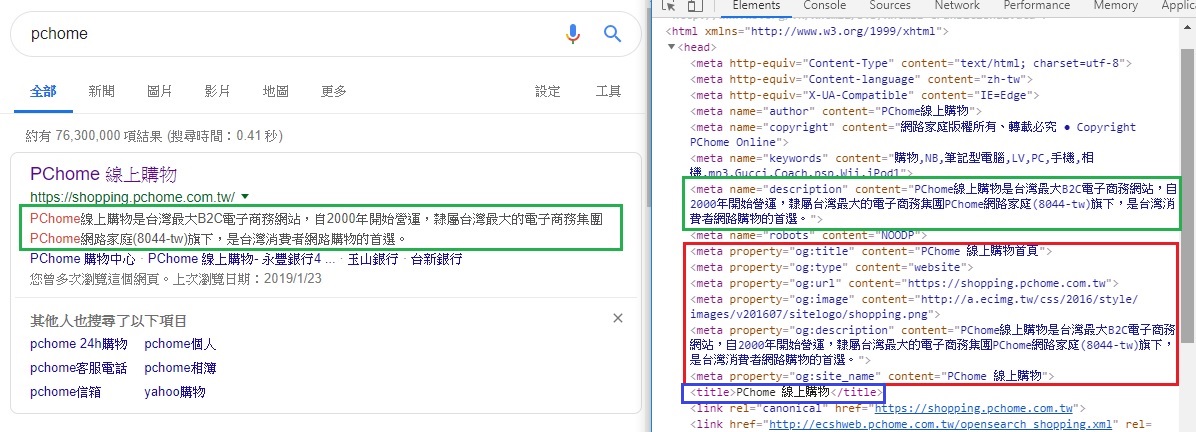 pchome
全部 新聞 圖片 影片 地圖 更多 設定 工具
約有 76,300,000 項結果 (搜尋時間：0.41 秒)
PChome 線上購物
https://shopping.pchome.com.tw/
PChome線上購物是台灣最大B2C電子商務網站，自2000年開始營運，隸屬台灣最大的電子商務集團
PChome網路家庭(8044-tw)旗下，是台灣消費者網路購物的首選。
PChome 購物中心 · PChome 線上購物- 永豐銀行4 ... · 玉山銀行 · 台新銀行
您曾多次瀏覽這個網頁。上次瀏覽日期：2019/1/23
其他人也搜尋了以下項目
pchome 24h購物 pchome個人
pchome客服電話 pchome相簿
pchome信箱 yahoo購物
Elements Console Sources Network Performance Memory Applica
<html xmlns="http://www.w3.org/1999/xhtml">
<head>
<meta http-equiv="Content-Type" content="text/html; charset=utf-8">
<meta http-equiv="Content-language" content="zh-tw">
<meta http-equiv="X-UA-Compatible" content="IE=Edge">
<meta name="author" content="PChome線上購物">
<meta name="copyright" content="網路家庭版權所有、轉載必究 ● Copyright
PChome Online">
<meta name="keywords" content="購物,NB,筆記型電腦,LV,PC,手機,相
機,mp3,Gucci,Coach,psp,Wii,iPod1">
<meta name="description" content="PChome線上購物是台灣最大B2C電子商務網站，自
2000年開始營運，隸屬台灣最大的電子商務集團PChome網路家庭(8044-tw)旗下，是台灣消
費者網路購物的首選。">
<meta name="robots" content="NOODP">
<meta property="og:title" content="PChome 線上購物首頁">
<meta property="og:type" content="website">
<meta property="og:url" content="https://shopping.pchome.com.tw">
<meta property="og:image" content="http://a.ecimg.tw/css/2016/style/
images/v201607/sitelogo/shopping.png">
<meta property="og:description" content="PChome線上購物是台灣最大B2C電子商務
網站，自2000年開始營運，隸屬台灣最大的電子商務集團PChome網路家庭(8044-tw)旗下，
是台灣消費者網路購物的首選。">
<meta property="og:site_name" content="PChome 線上購物">
<title>PChome 線上購物</title>
<link rel="canonical" href="https://shopping.pchome.com.tw">
<link href="http://ecshweb.pchome.com.tw/opensearch_shopping.xml" rel=